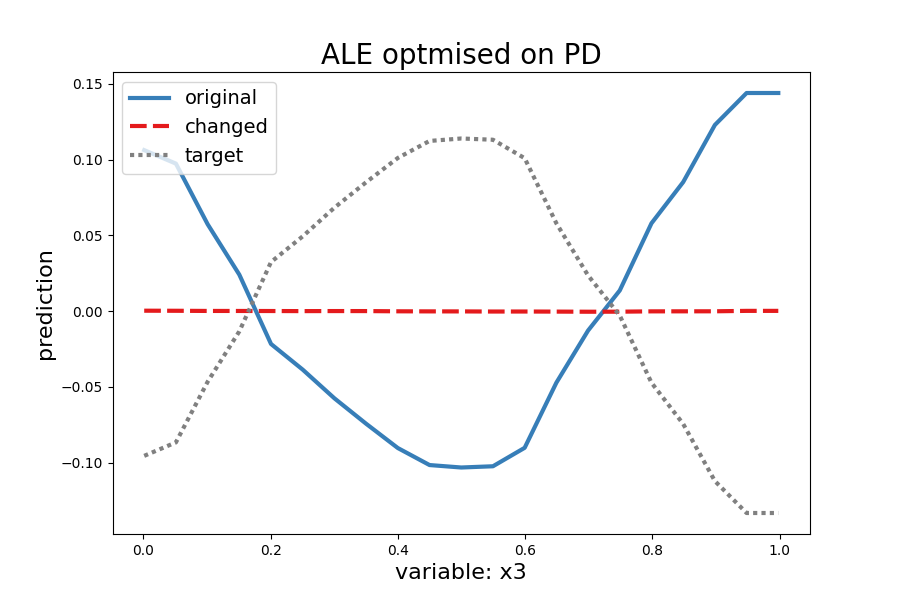 ALE optmised on PD
original
changed
target
0.15
0.10
0.05
0.00
−0.05
−0.10
prediction
0.0 0.2 0.4 0.6 0.8 1.0
variable: x3